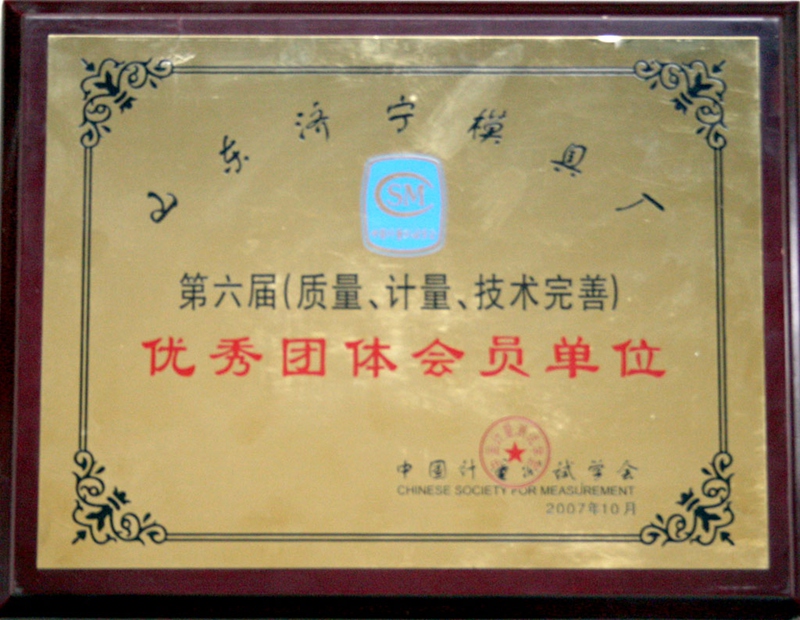 山东济宁模具厂
CSM
第六届(质量、计量、技术完善)
优秀团体会员单位
中国计量测试学会
CHINESE SOCIETY FOR MEASUREMENT
2007年10月